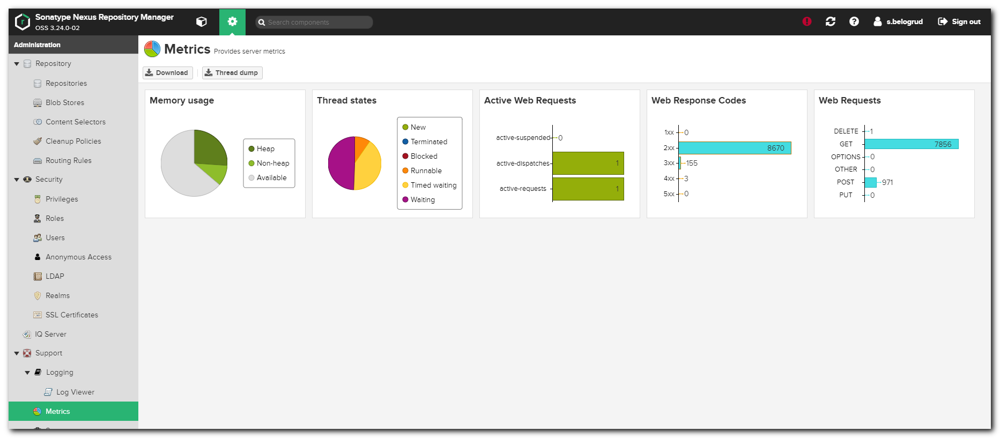 Sonatype Nexus Repository Manager
OSS 3.24.0-02
Search components
s.belogrud
Sign out
Administration
Repository
Repositories
Blob Stores
Content Selectors
Cleanup Policies
Routing Rules
Security
Privileges
Roles
Users
Anonymous Access
LDAP
Realms
SSL Certificates
IQ Server
Support
Logging
Log Viewer
Metrics
Metrics Provides server metrics
Download
Thread dump
Memory usage
Heap
Non-heap
Available
Thread states
New
Terminated
Blocked
Runnable
Timed waiting
Waiting
Active Web Requests
active-suspended 0
active-dispatches 1
active-requests 1
Web Response Codes
1xx 0
2xx 8670
3xx 155
4xx 3
5xx 0
Web Requests
DELETE 1
GET 7856
OPTIONS 0
OTHER 0
POST 971
PUT 0